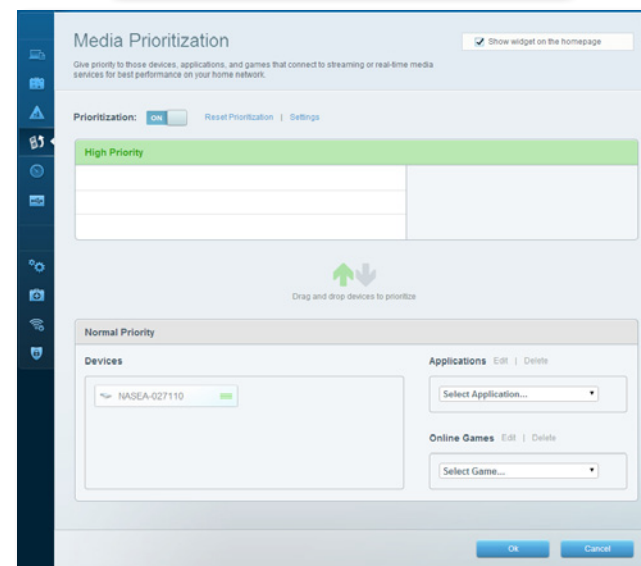 Media Prioritization
Show widget on the homepage
Give priority to those devices, applications, and games that connect to streaming or real-time media
services for best performance on your home network.
Prioritization: ON Reset Prioritization | Settings
High Priority
Drag and drop devices to prioritize
Normal Priority
Devices
Applications Edit | Delete
NASEA-027110
Select Application...
Online Games Edit | Delete
Select Game...
Ok Cancel